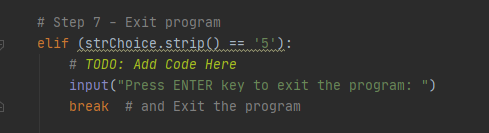 # Step 7 - Exit program
elif (strChoice.strip() == '5'):
# TODO: Add Code Here
input("Press ENTER key to exit the program: ")
break  # and Exit the program